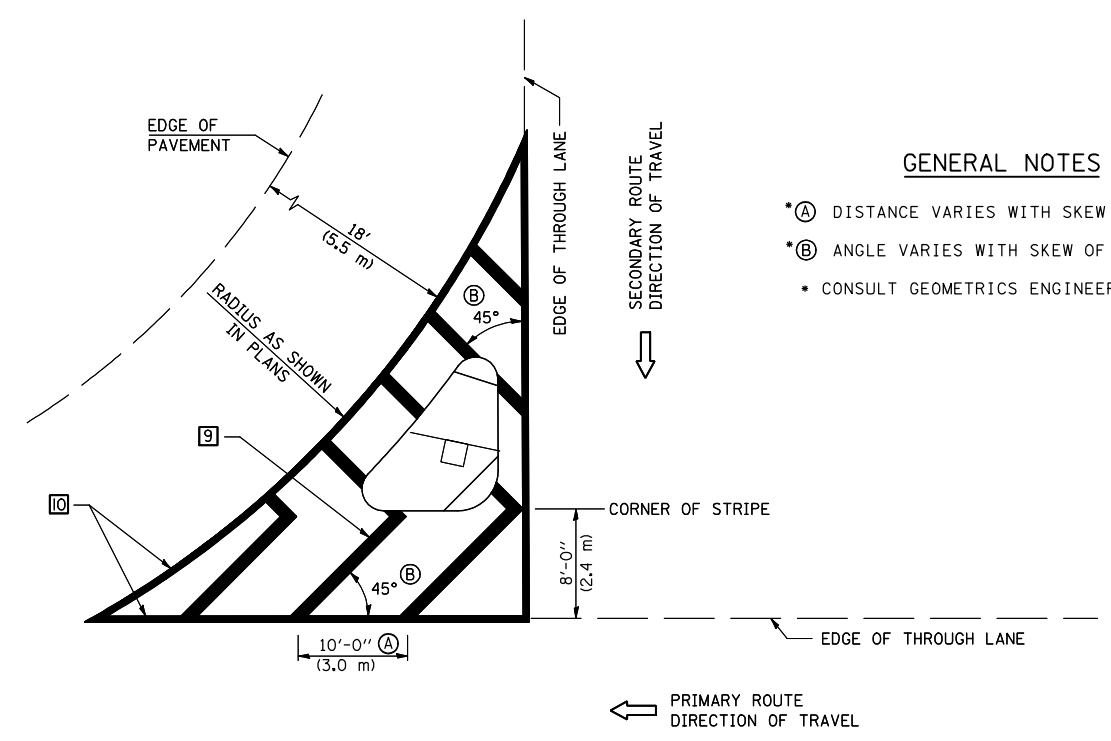 EDGE OF
PAVEMENT
18'
(5.5 m)
RADIUS AS SHOWN
IN PLANS
EDGE OF THROUGH LANE
SECONDARY ROUTE
DIRECTION OF TRAVEL
GENERAL NOTES
*Ⓐ DISTANCE VARIES WITH SKEW
*Ⓑ ANGLE VARIES WITH SKEW OF
* CONSULT GEOMETRICS ENGINEER
Ⓑ
45°
9
10
CORNER OF STRIPE
8'-0"
(2.4 m)
45° Ⓑ
10'-0" Ⓐ
(3.0 m)
EDGE OF THROUGH LANE
PRIMARY ROUTE
DIRECTION OF TRAVEL